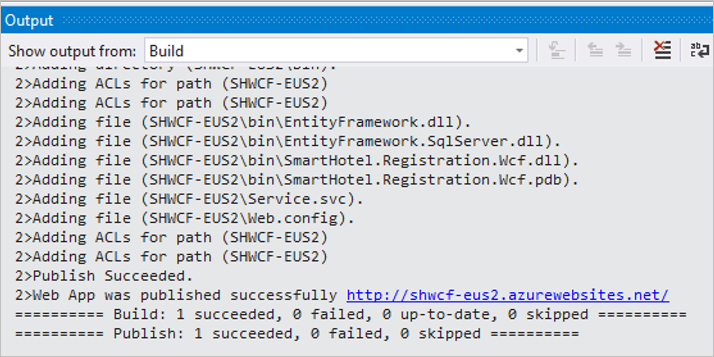 Output
Show output from: Build
2>Adding directory (SHWCF-EUS2\bin).
2>Adding ACLs for path (SHWCF-EUS2)
2>Adding ACLs for path (SHWCF-EUS2)
2>Adding file (SHWCF-EUS2\bin\EntityFramework.dll).
2>Adding file (SHWCF-EUS2\bin\EntityFramework.SqlServer.dll).
2>Adding file (SHWCF-EUS2\bin\SmartHotel.Registration.Wcf.dll).
2>Adding file (SHWCF-EUS2\bin\SmartHotel.Registration.Wcf.pdb).
2>Adding file (SHWCF-EUS2\Service.svc).
2>Adding file (SHWCF-EUS2\Web.config).
2>Adding ACLs for path (SHWCF-EUS2)
2>Adding ACLs for path (SHWCF-EUS2)
2>Publish Succeeded.
2>Web App was published successfully http://shwcf-eus2.azurewebsites.net/
========== Build: 1 succeeded, 0 failed, 0 up-to-date, 0 skipped ==========
========== Publish: 1 succeeded, 0 failed, 0 skipped ==========